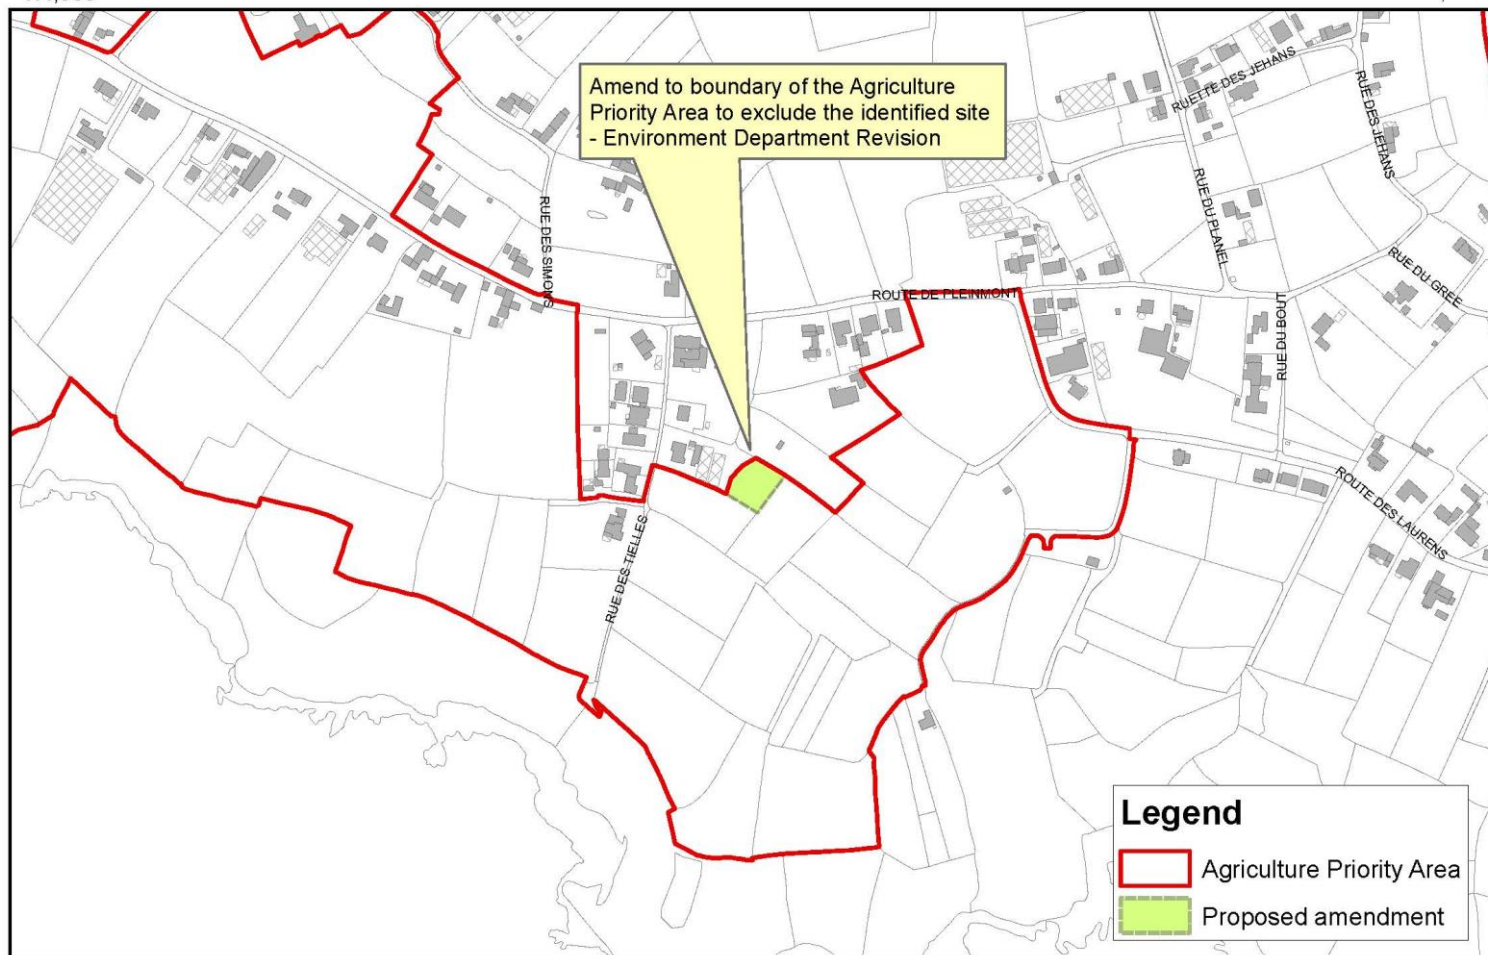 Amend to boundary of the Agriculture
Priority Area to exclude the identified site
- Environment Department Revision
RUETTE DES JEHANS
RUE DES JEHANS
RUE DES SIMONS
RUE DU PLANEL
RUE DU GREE
ROUTE DE PLEINMONT
RUE DU BOUT
ROUTE DES LAURENS
RUE DES TIELLES
Legend
Agriculture Priority Area
Proposed amendment